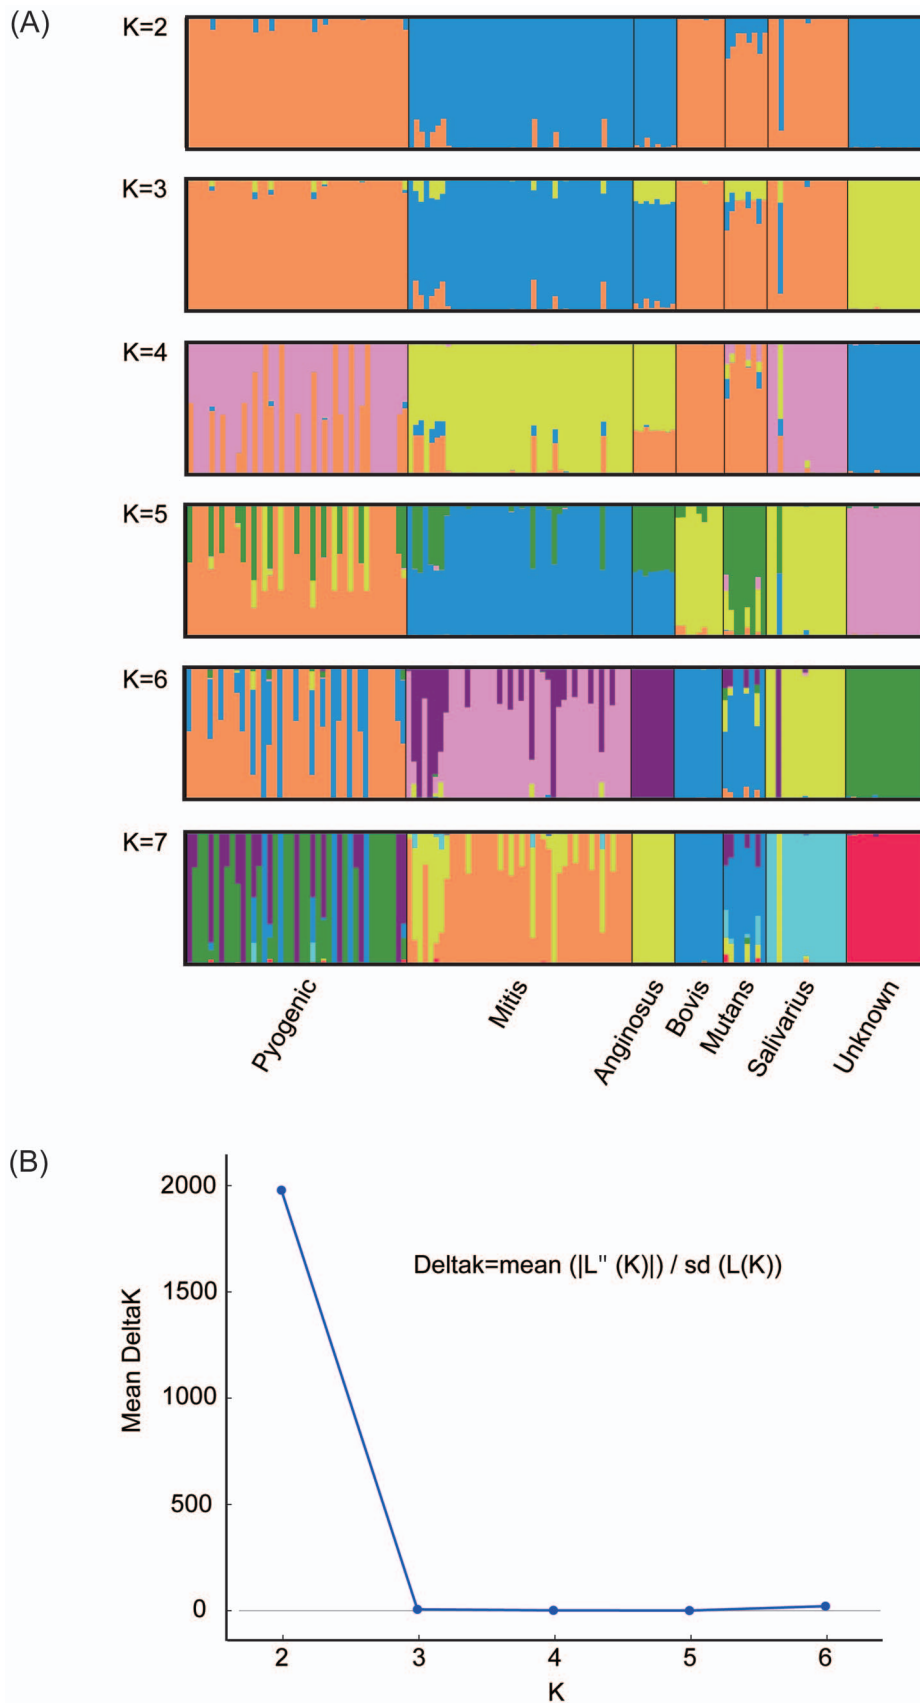 (A)
K=2
K=3
K=4
K=5
K=6
K=7
Pyogenic
Mitis
Anginosus
Bovis
Mutans
Salivarius
Unknown
(B)
2000
1500
1000
500
0
Mean DeltaK
Deltak=mean (|L" (K)|) / sd (L(K))
2 3 4 5 6
K